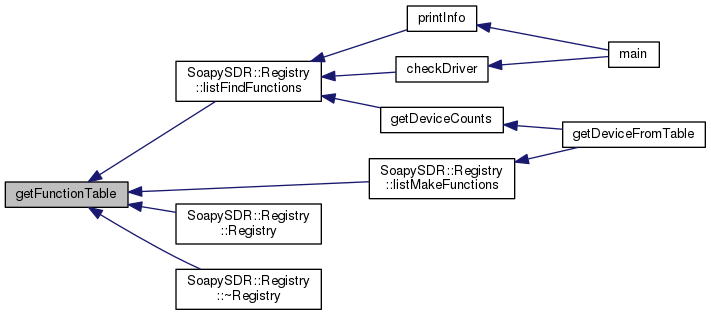 printInfo
main
SoapySDR::Registry
::listFindFunctions
checkDriver
getDeviceCounts
getDeviceFromTable
SoapySDR::Registry
::listMakeFunctions
getFunctionTable
SoapySDR::Registry
::Registry
SoapySDR::Registry
::~Registry